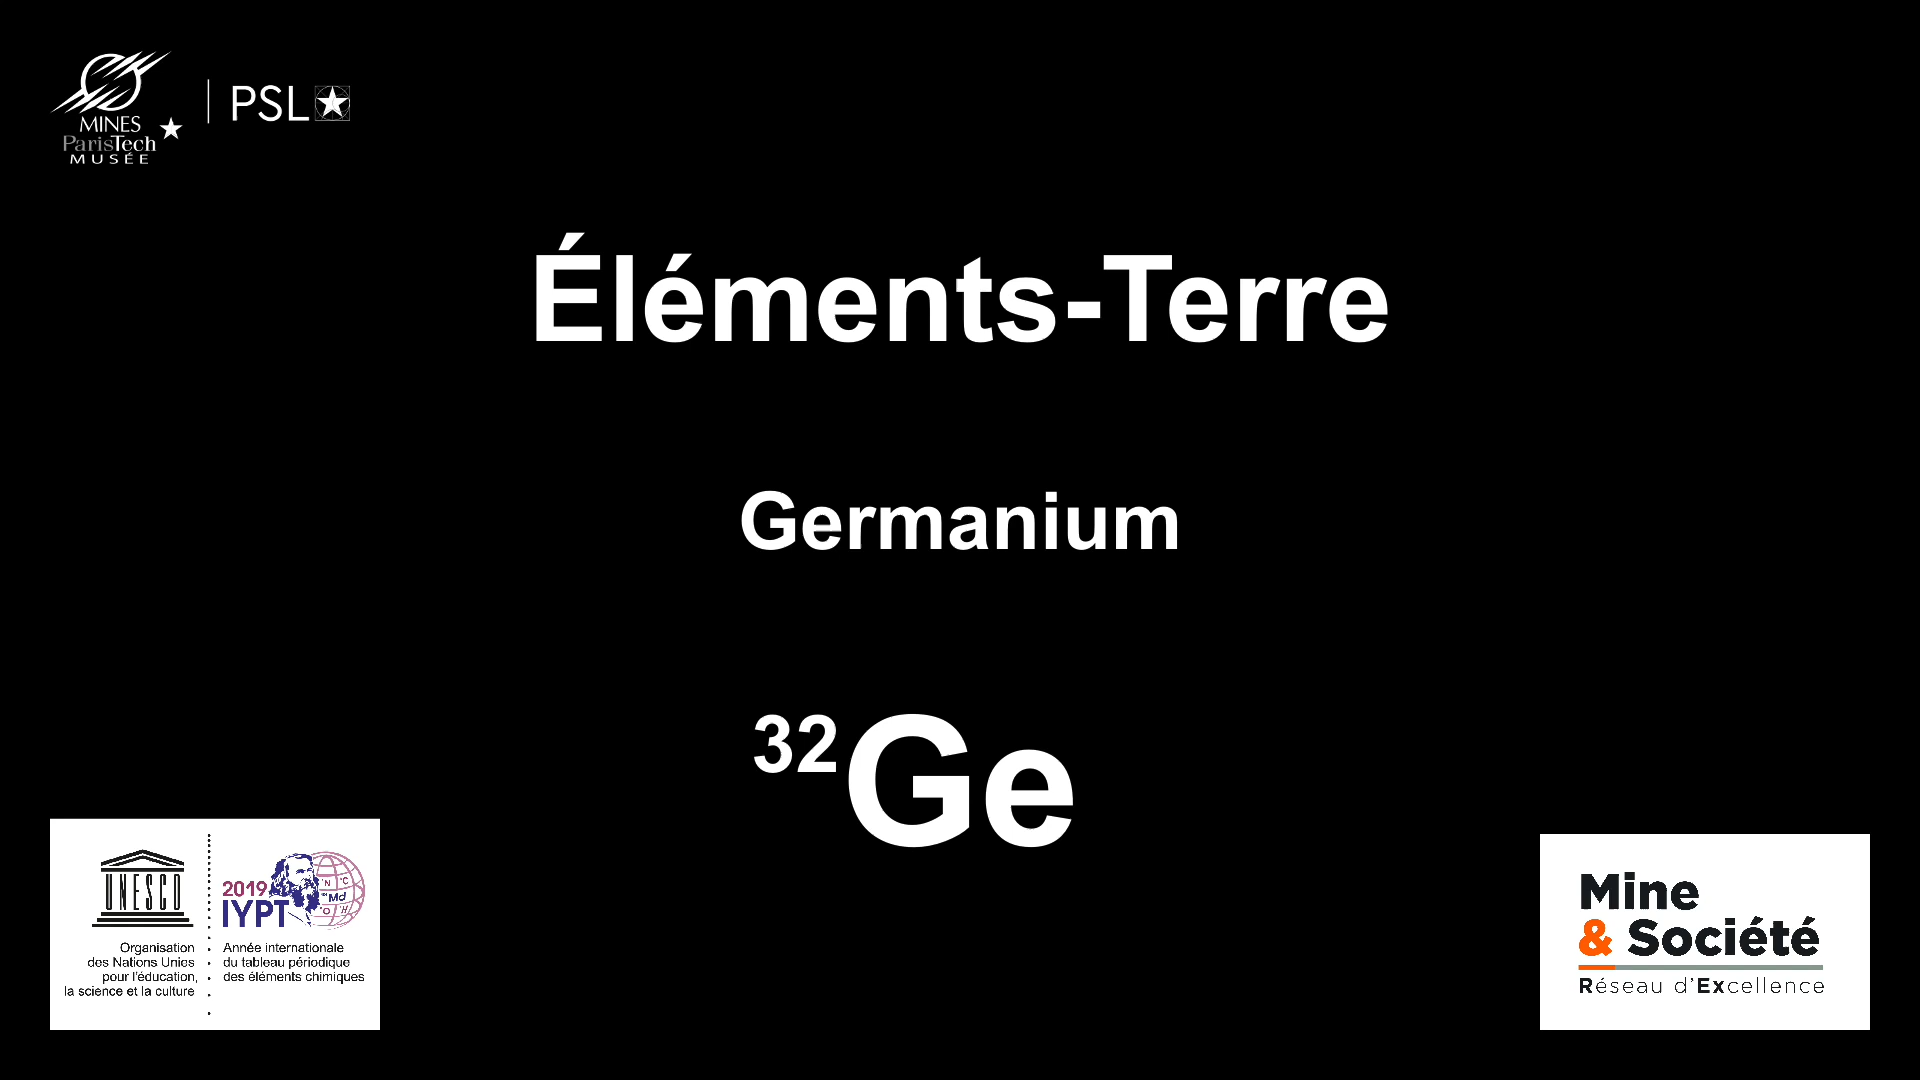 MINES
ParisTech
MUSÉE
PSL
Éléments-Terre
Germanium
32Ge
UNESCO
Organisation
des Nations Unies
pour l'éducation,
la science et la culture
2019
IYPT
N C
Md
O H
Année internationale
du tableau périodique
des éléments chimiques
Mine
& Société
Réseau d'Excellence